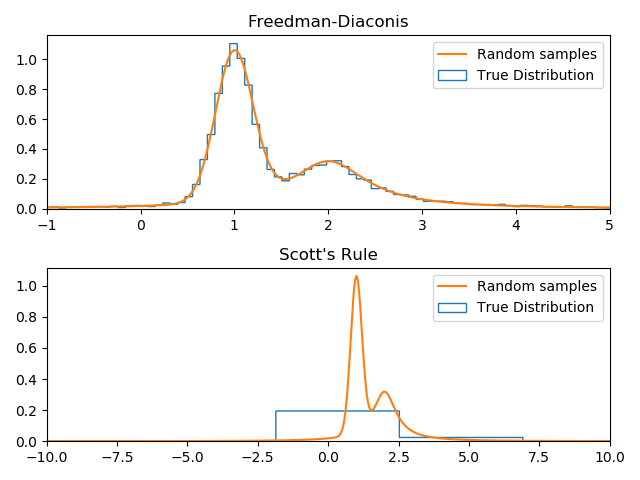 Freedman-Diaconis
Random samples
True Distribution
1.0
0.8
0.6
0.4
0.2
0.0
−1 0 1 2 3 4 5
Scott's Rule
Random samples
True Distribution
1.0
0.8
0.6
0.4
0.2
0.0
−10.0 −7.5 −5.0 −2.5 0.0 2.5 5.0 7.5 10.0